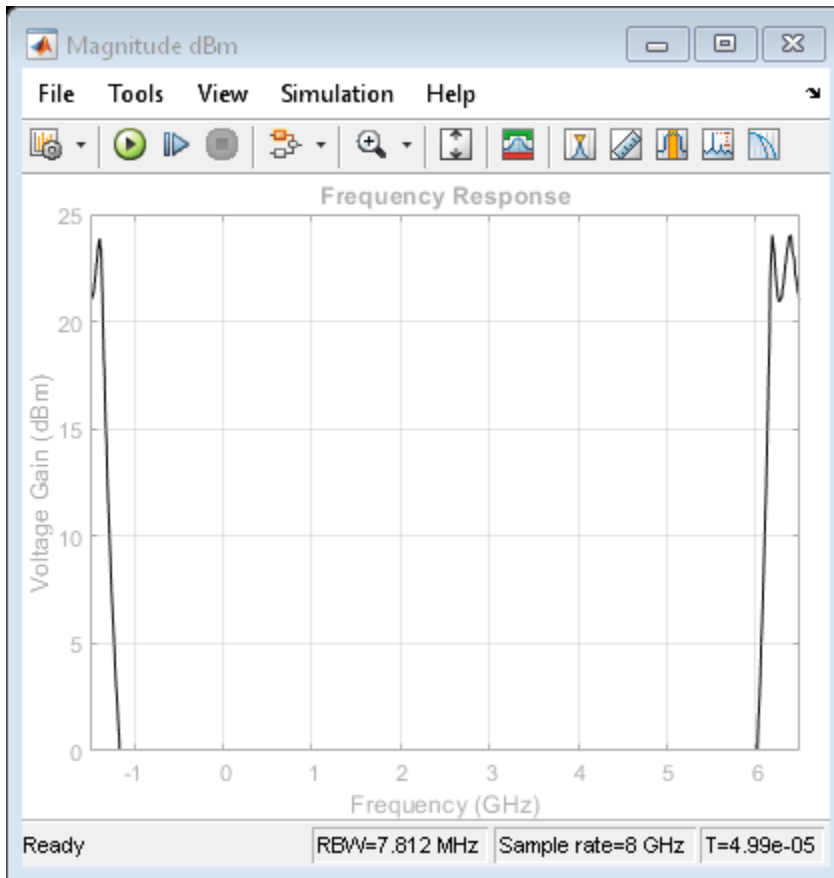 Magnitude dBm
File Tools View Simulation Help
Frequency Response
25
20
15
10
5
0
Voltage Gain (dBm)
-1 0 1 2 3 4 5 6
Frequency (GHz)
Ready RBW=7.812 MHz Sample rate=8 GHz T=4.99e-05